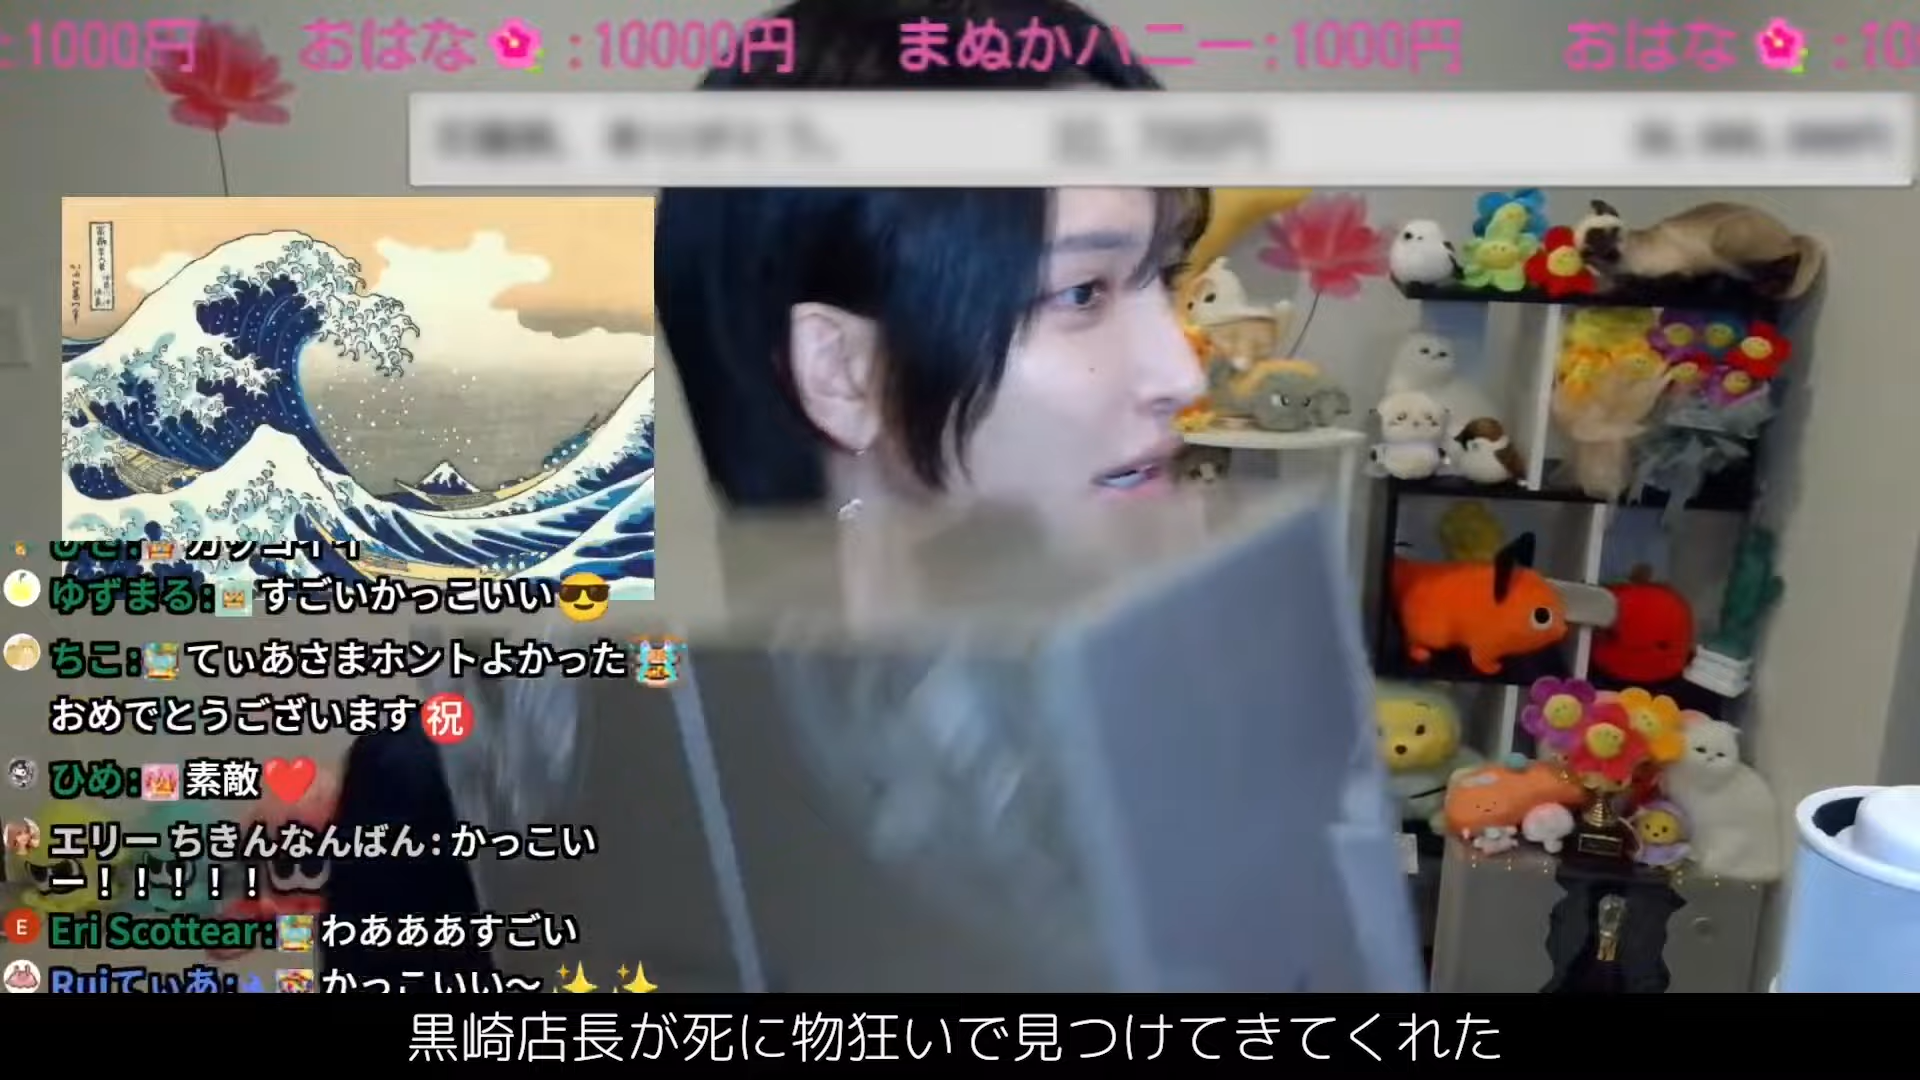 :1000円 おはな🌸:10000円 まぬかハニー:1000円 おはな🌸:10
ゆずまる:すごいかっこいい😎
ちこ:てぃあさまホントよかった😭
おめでとうございます㊗
ひめ:素敵❤️
エリー ちきんなんばん:かっこい
ー！！！！！
E Eri Scottear:わあああすごい
Ruiてぃあ:かっこいい〜✨✨
黒崎店長が死に物狂いで見つけてきてくれた